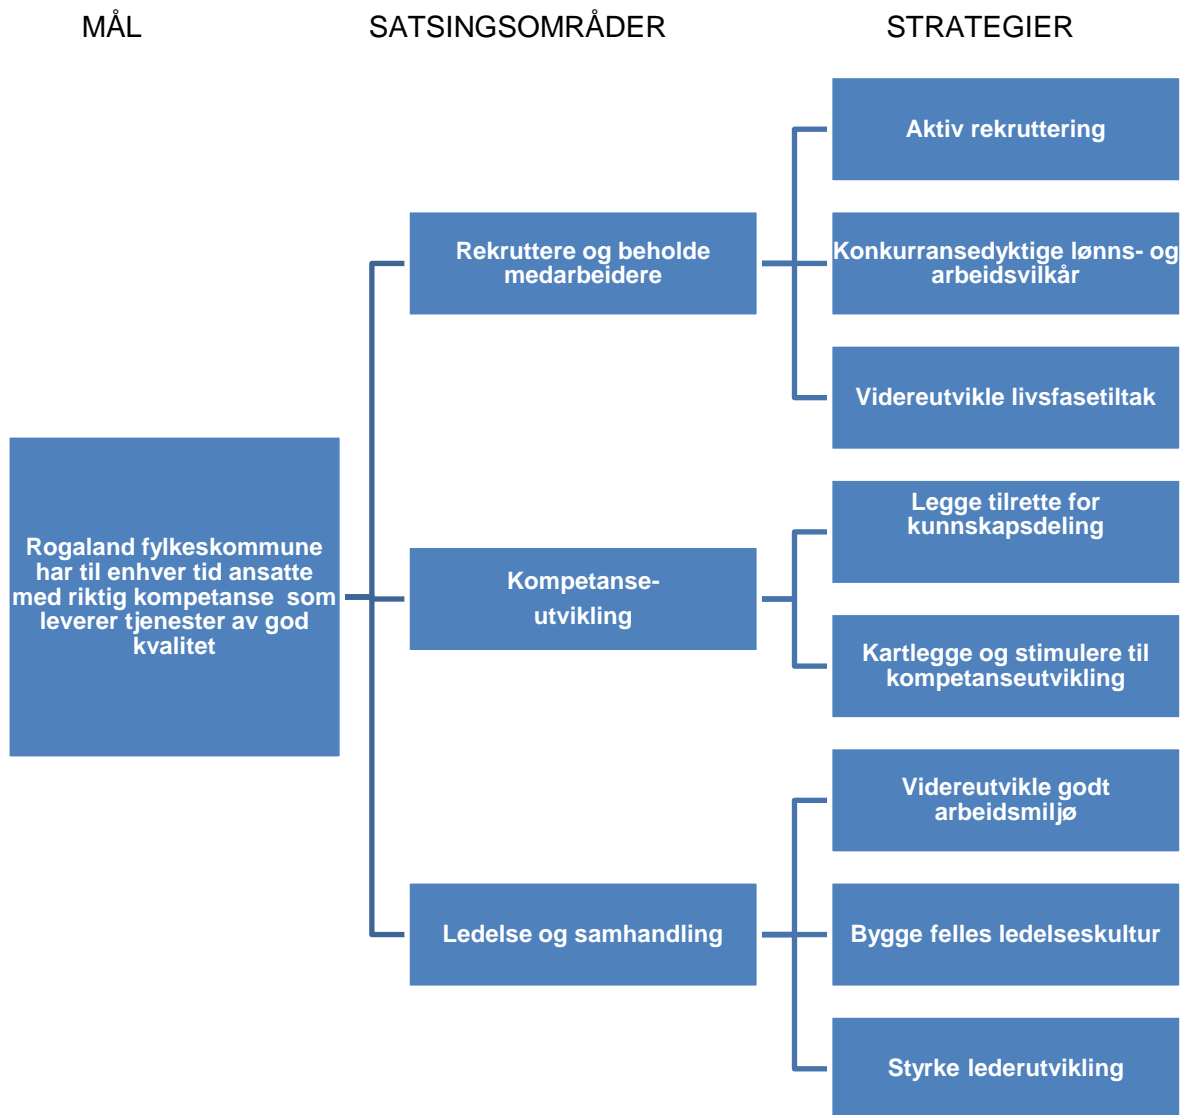 MÅL
SATSINGSOMRÅDER
STRATEGIER
Rogaland fylkeskommune
har til enhver tid ansatte
med riktig kompetanse  som
leverer tjenester av god
kvalitet
Rekruttere og beholde
medarbeidere
Aktiv rekruttering
Konkurransedyktige lønns- og
arbeidsvilkår
Videreutvikle livsfasetiltak
Kompetanse-
utvikling
Legge tilrette for
kunnskapsdeling
Kartlegge og stimulere til
kompetanseutvikling
Ledelse og samhandling
Videreutvikle godt
arbeidsmiljø
Bygge felles ledelseskultur
Styrke lederutvikling